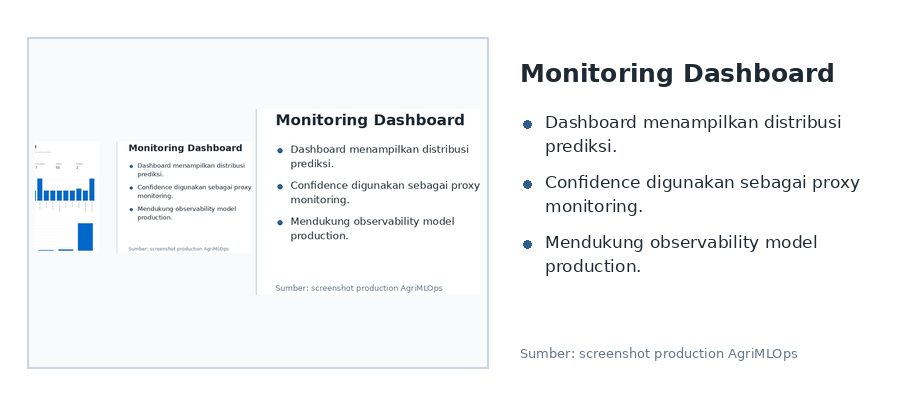 Monitoring Dashboard
Dashboard menampilkan distribusi
prediksi.
Confidence digunakan sebagai proxy
monitoring.
Mendukung observability model
production.
Sumber: screenshot production AgriMLOps
Monitoring Dashboard
Dashboard menampilkan distribusi
prediksi.
Confidence digunakan sebagai proxy
monitoring.
Mendukung observability model
production.
Sumber: screenshot production AgriMLOps
Monitoring Dashboard
Dashboard menampilkan distribusi
prediksi.
Confidence digunakan sebagai proxy
monitoring.
Mendukung observability model
production.
Sumber: screenshot production AgriMLOps